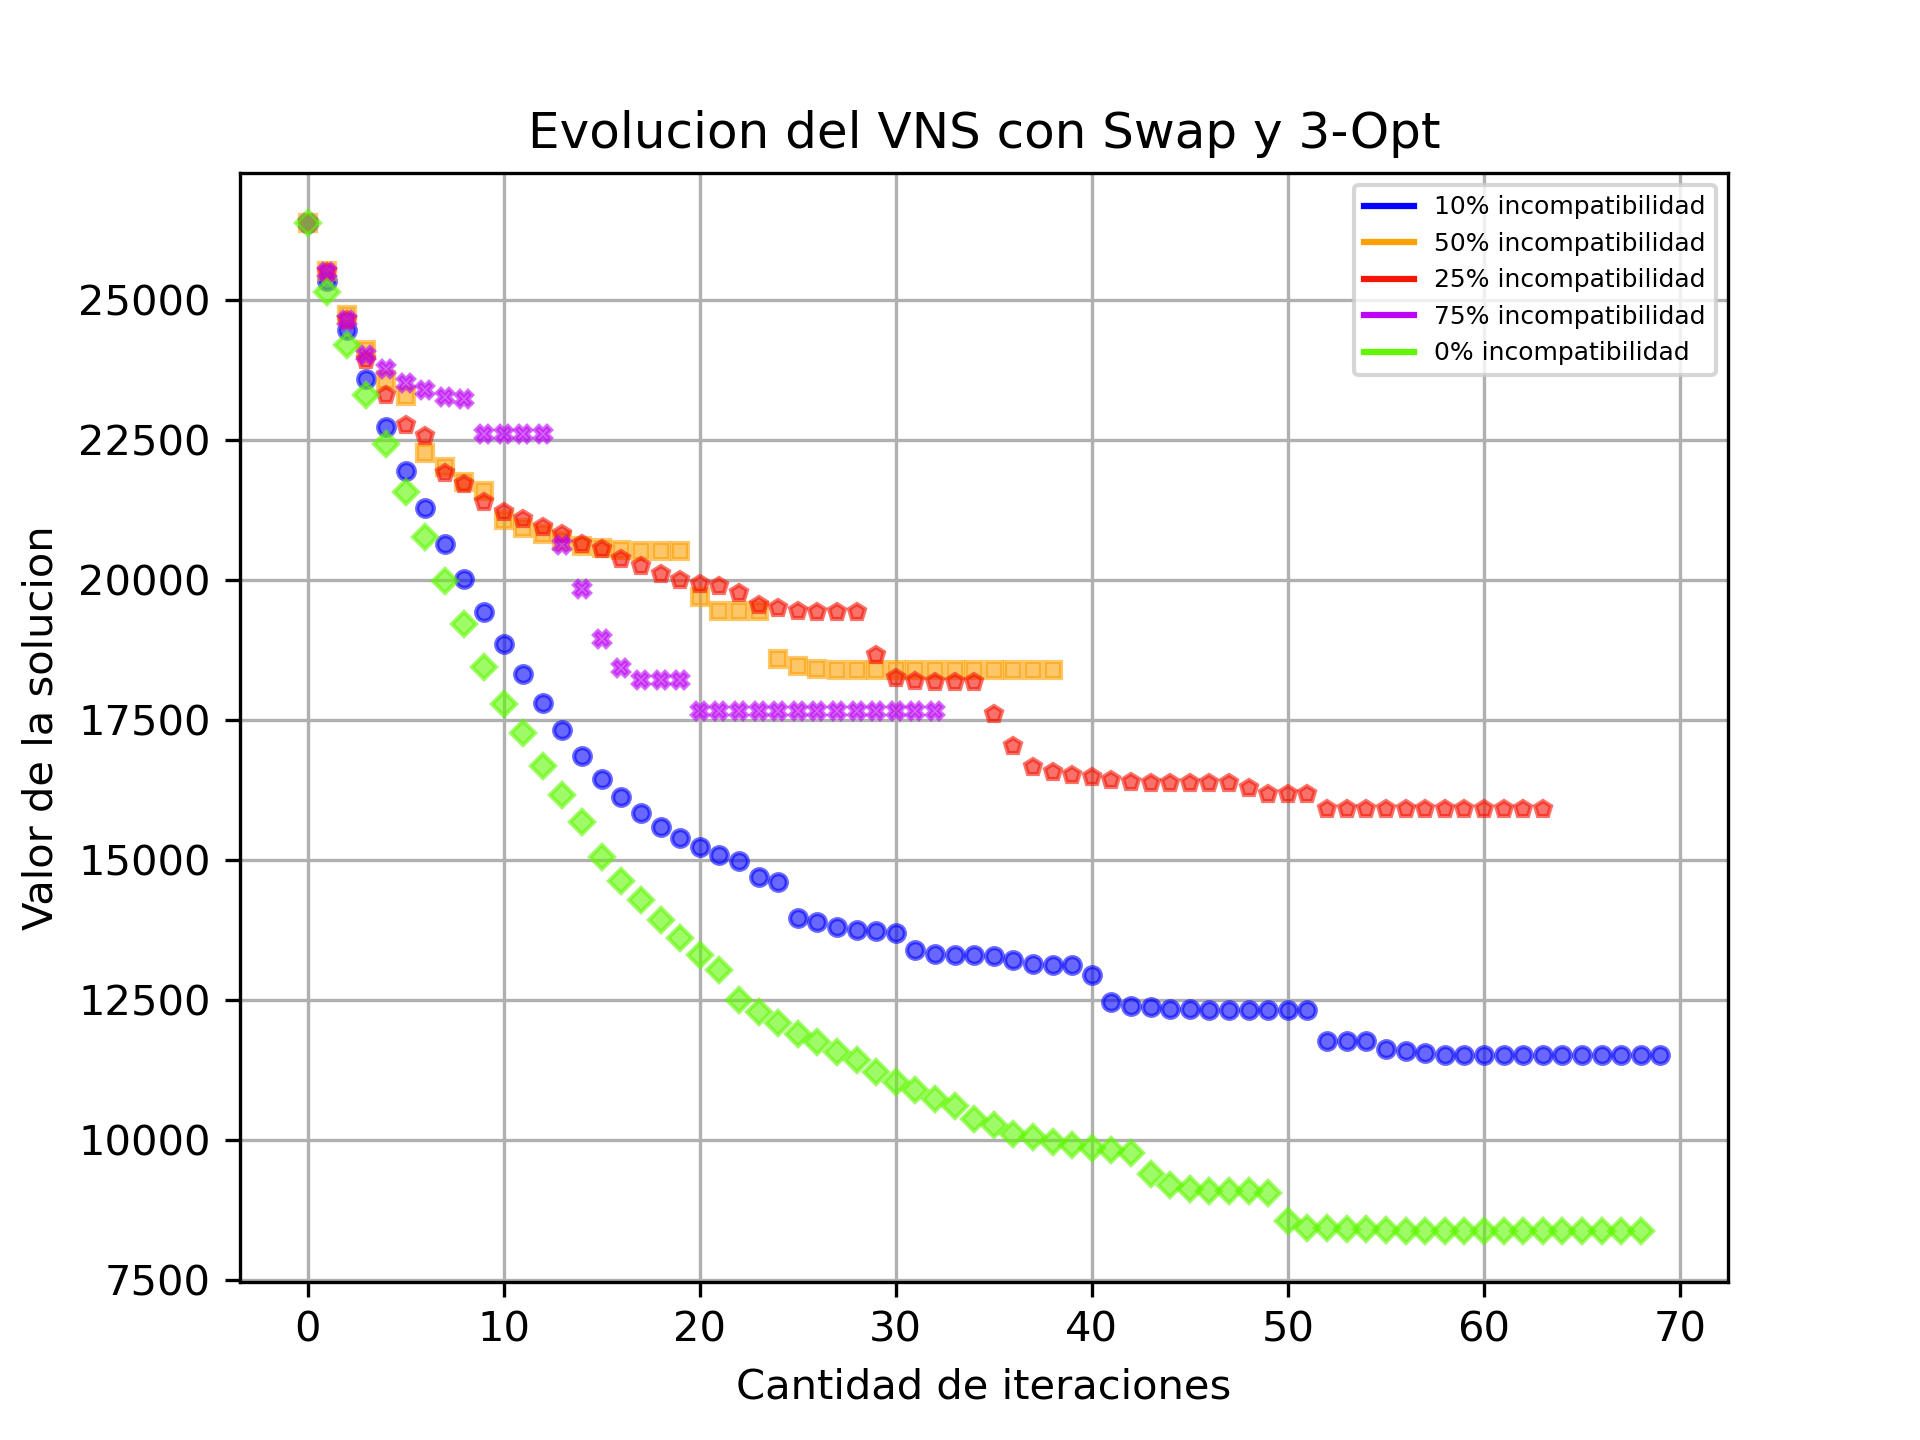 Evolucion del VNS con Swap y 3-Opt
10% incompatibilidad
50% incompatibilidad
25% incompatibilidad
75% incompatibilidad
0% incompatibilidad
Valor de la solucion
25000
22500
20000
17500
15000
12500
10000
7500
0 10 20 30 40 50 60 70
Cantidad de iteraciones